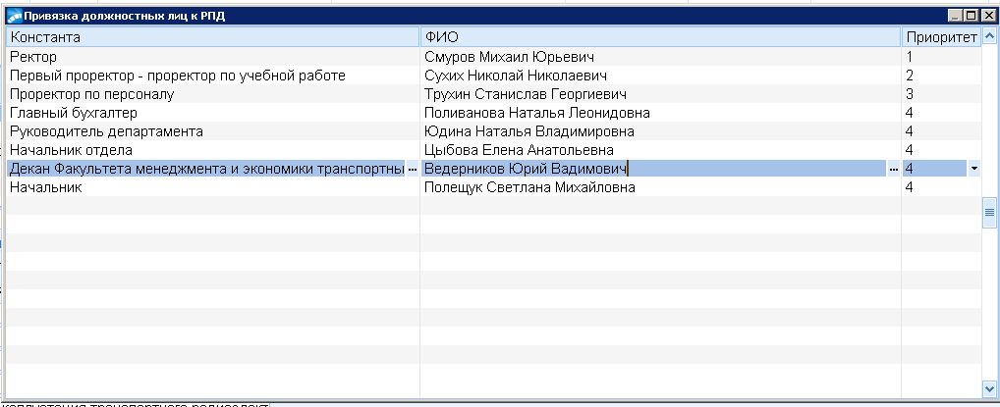 Привязка должностных лиц к РПД
Константа ФИО Приоритет
Ректор Смуров Михаил Юрьевич 1
Первый проректор - проректор по учебной работе Сухих Николай Николаевич 2
Проректор по персоналу Трухин Станислав Георгиевич 3
Главный бухгалтер Поливанова Наталья Леонидовна 4
Руководитель департамента Юдина Наталья Владимировна 4
Начальник отдела Цыбова Елена Анатольевна 4
Декан Факультета менеджмента и экономики транспортны ... Ведерников Юрий Вадимович ... 4
Начальник Полещук Светлана Михайловна 4